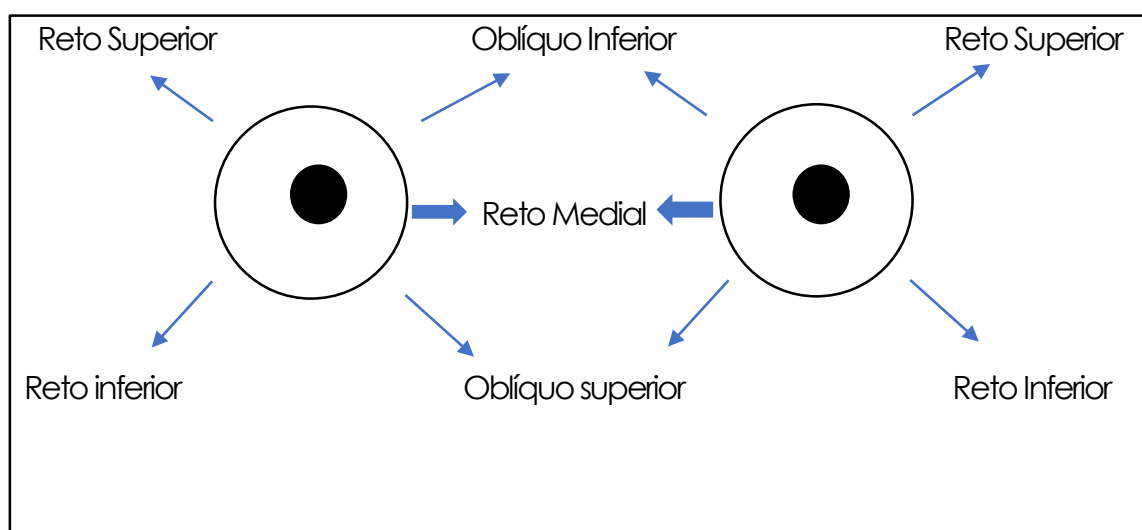 Reto Superior Oblíquo Inferior Reto Superior
Reto Medial
Reto inferior Oblíquo superior Reto Inferior